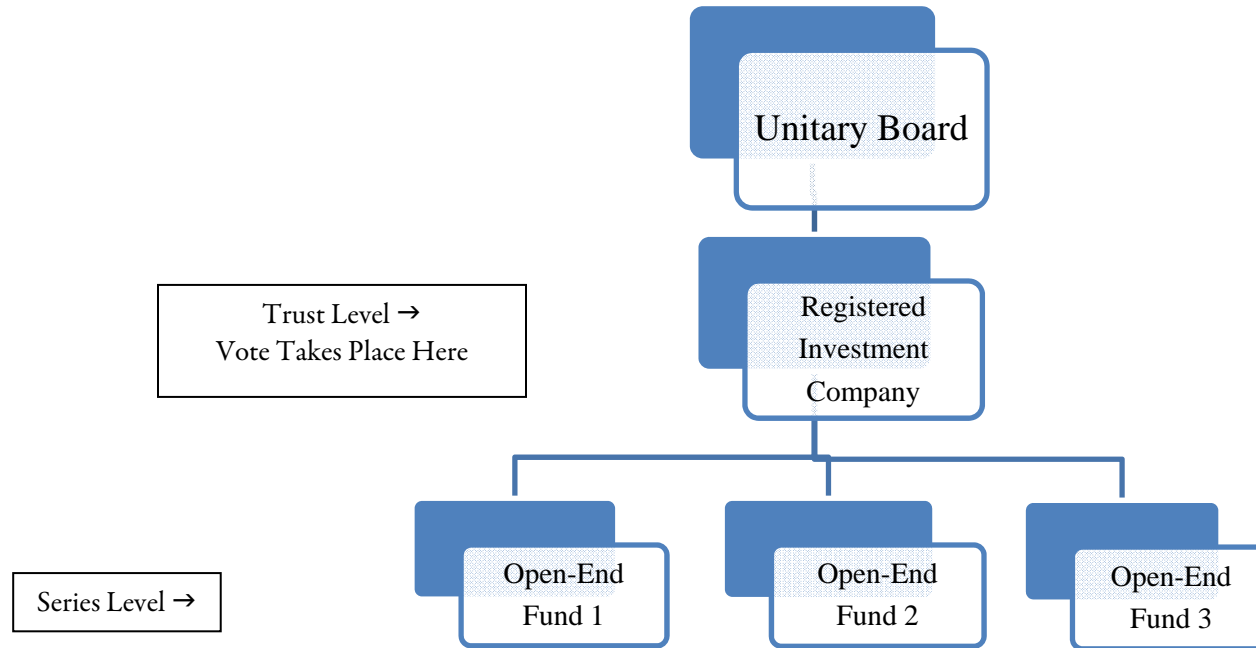 Unitary Board
Trust Level →
Vote Takes Place Here
Registered
Investment
Company
Series Level →
Open-End
Fund 1
Open-End
Fund 2
Open-End
Fund 3